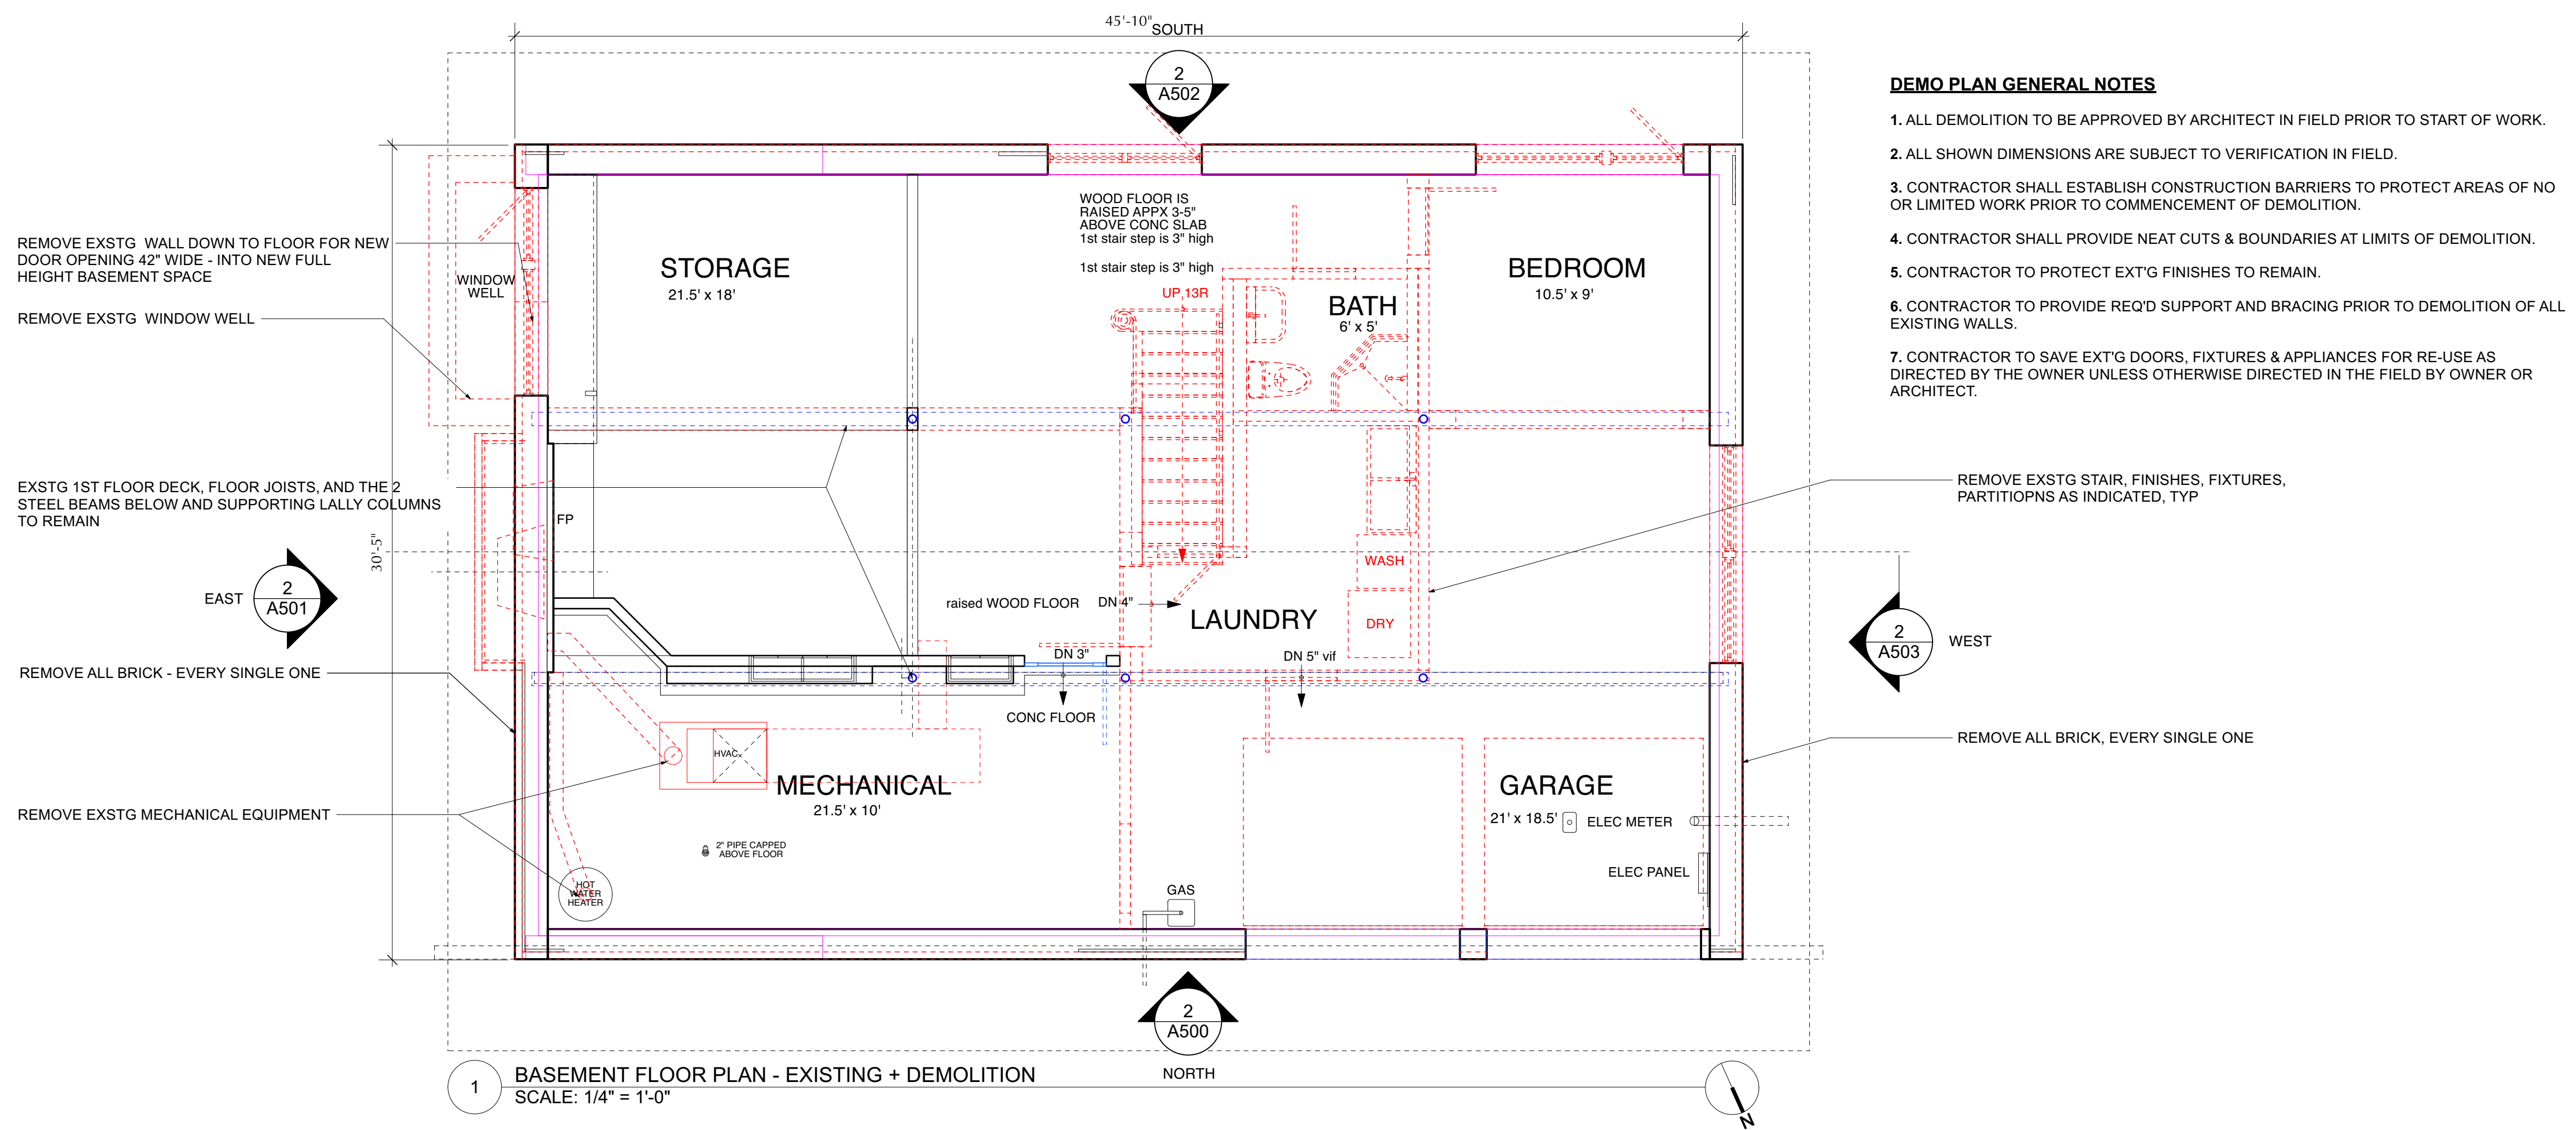 45'-10"
SOUTH
2
A502
DEMO PLAN GENERAL NOTES
1. ALL DEMOLITION TO BE APPROVED BY ARCHITECT IN FIELD PRIOR TO START OF WORK.
2. ALL SHOWN DIMENSIONS ARE SUBJECT TO VERIFICATION IN FIELD.
3. CONTRACTOR SHALL ESTABLISH CONSTRUCTION BARRIERS TO PROTECT AREAS OF NO
OR LIMITED WORK PRIOR TO COMMENCEMENT OF DEMOLITION.
4. CONTRACTOR SHALL PROVIDE NEAT CUTS & BOUNDARIES AT LIMITS OF DEMOLITION.
5. CONTRACTOR TO PROTECT EXT'G FINISHES TO REMAIN.
6. CONTRACTOR TO PROVIDE REQ'D SUPPORT AND BRACING PRIOR TO DEMOLITION OF ALL
EXISTING WALLS.
7. CONTRACTOR TO SAVE EXT'G DOORS, FIXTURES & APPLIANCES FOR RE-USE AS
DIRECTED BY THE OWNER UNLESS OTHERWISE DIRECTED IN THE FIELD BY OWNER OR
ARCHITECT.
REMOVE EXSTG WALL DOWN TO FLOOR FOR NEW
DOOR OPENING 42" WIDE - INTO NEW FULL
HEIGHT BASEMENT SPACE
REMOVE EXSTG WINDOW WELL
WINDOW
WELL
STORAGE
21.5' x 18'
WOOD FLOOR IS
RAISED APPX 3-5"
ABOVE CONC SLAB
1st stair step is 3" high
1st stair step is 3" high
UP 13R
BATH
6' x 5'
BEDROOM
10.5' x 9'
EXSTG 1ST FLOOR DECK, FLOOR JOISTS, AND THE 2
STEEL BEAMS BELOW AND SUPPORTING LALLY COLUMNS
TO REMAIN
FP
30'-5"
REMOVE EXSTG STAIR, FINISHES, FIXTURES,
PARTITIOPNS AS INDICATED, TYP
EAST
2
A501
raised WOOD FLOOR
DN 4"
LAUNDRY
WASH
DRY
2
A503
WEST
DN 3"
DN 5" vif
CONC FLOOR
REMOVE ALL BRICK - EVERY SINGLE ONE
REMOVE ALL BRICK, EVERY SINGLE ONE
HVAC
MECHANICAL
21.5' x 10'
GARAGE
21' x 18.5'
ELEC METER
REMOVE EXSTG MECHANICAL EQUIPMENT
2" PIPE CAPPED
ABOVE FLOOR
ELEC PANEL
HOT
WATER
HEATER
GAS
2
A500
NORTH
1
BASEMENT FLOOR PLAN - EXISTING + DEMOLITION
SCALE: 1/4" = 1'-0"
N